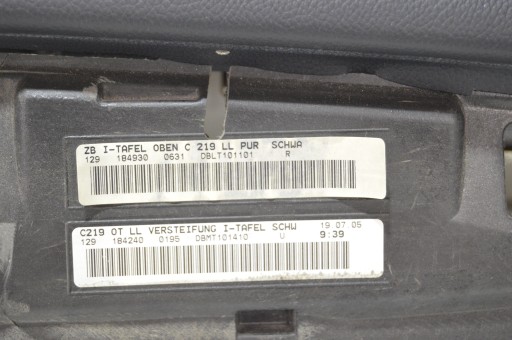 ZB I-TAFEL OBEN C 219 LL PUR SCHWA
129 184930 0631 DBLT101101 R
C219 OT LL VERSTEIFUNG I-TAFEL SCHW 19.07.05
129 184240 0195 DBMT101410 U 9:39